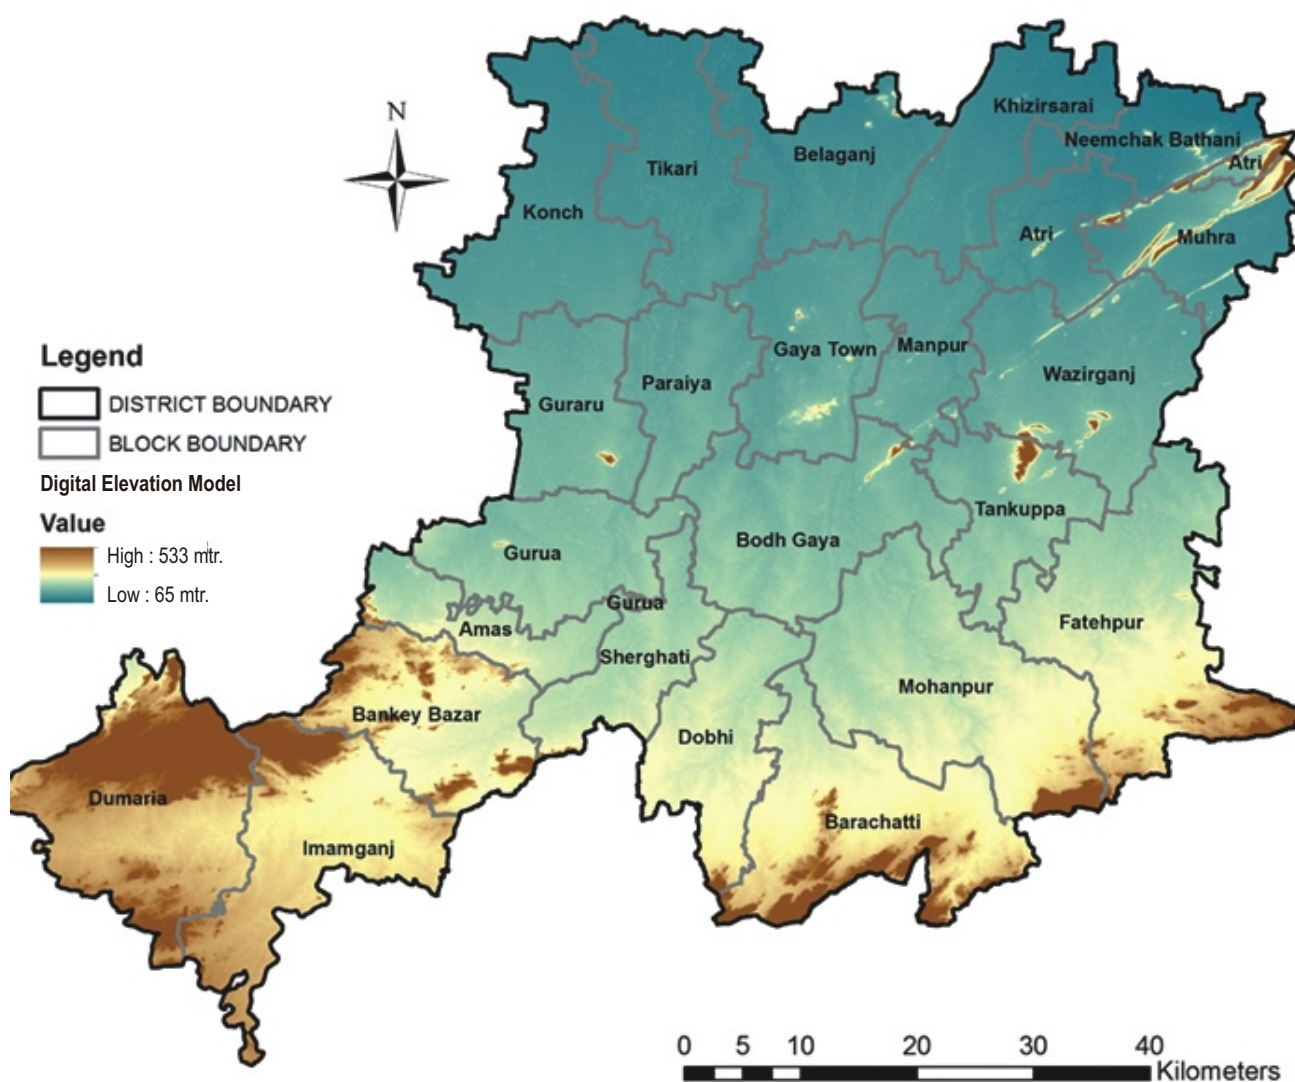 N
Khizirsarai
Neemchak Bathani
Belaganj
Atri
Tikari
Konch
Atri
Muhra
Legend
DISTRICT BOUNDARY
BLOCK BOUNDARY
Digital Elevation Model
Value
High : 533 mtr.
Low : 65 mtr.
Gaya Town
Manpur
Wazirganj
Paraiya
Guraru
Tankuppa
Bodh Gaya
Gurua
Gurua
Amas
Fatehpur
Sherghati
Mohanpur
Bankey Bazar
Dobhi
Dumaria
Barachatti
Imamganj
0 5 10 20 30 40
Kilometers